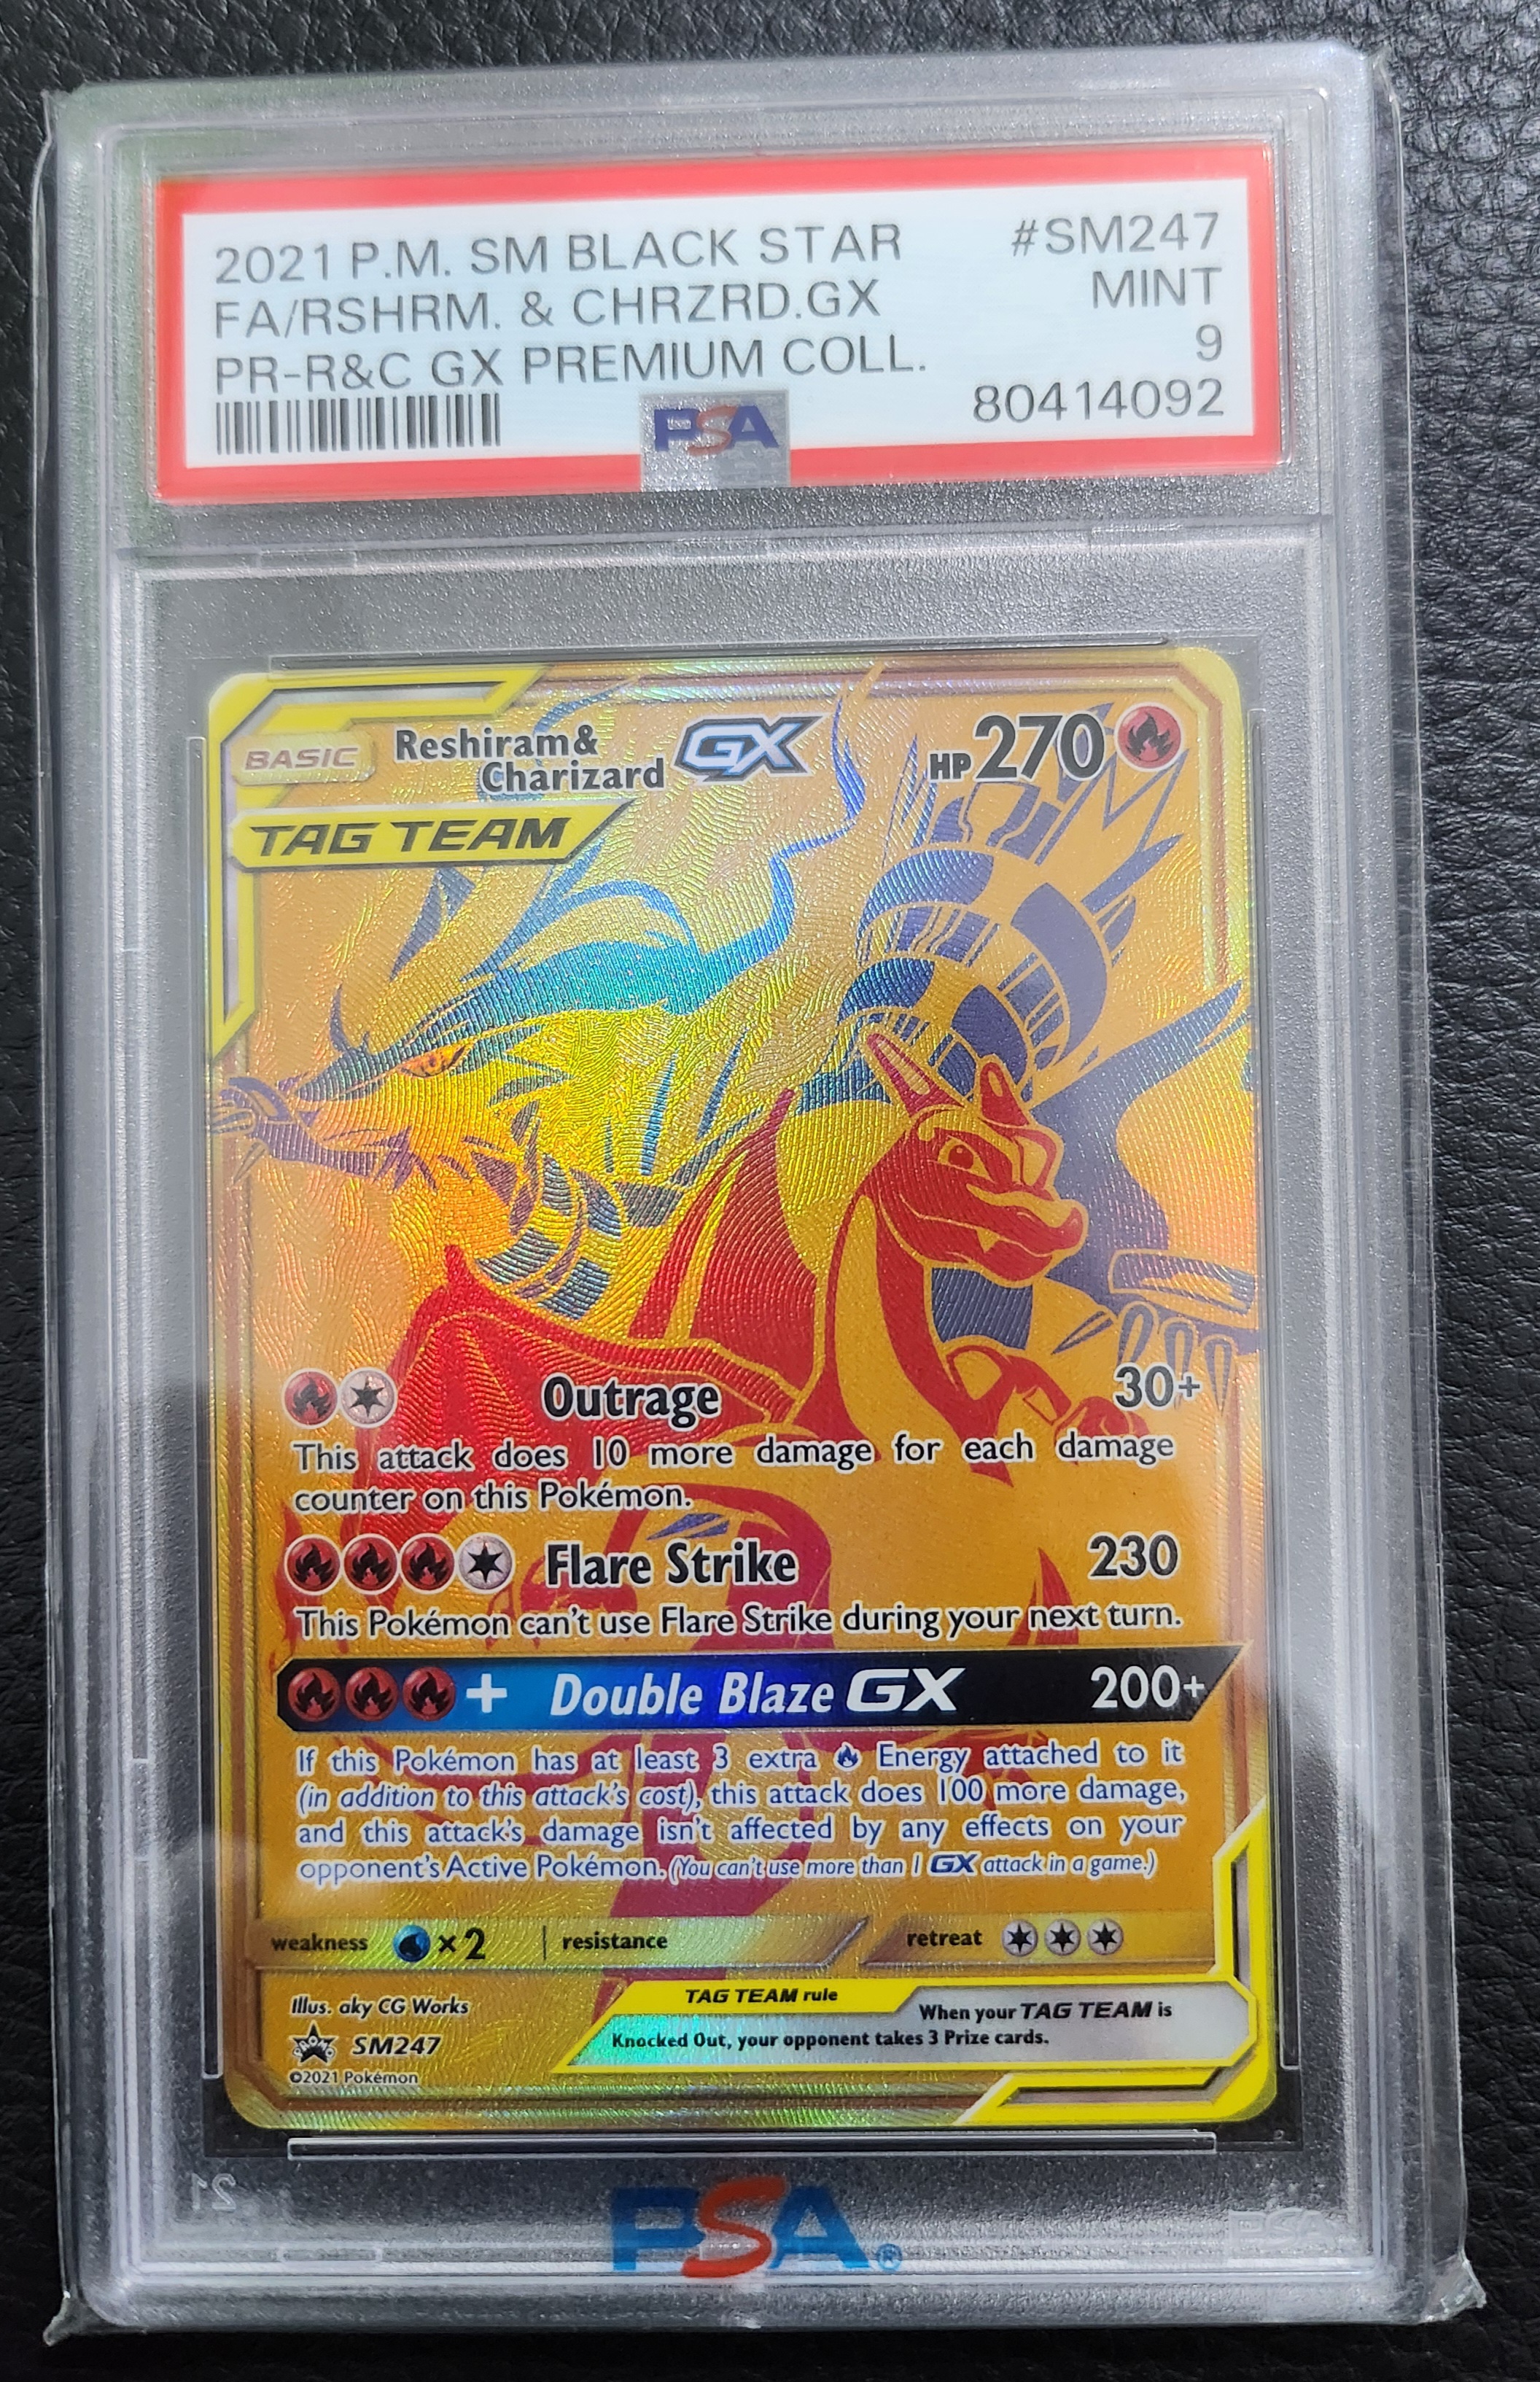 2021 P.M. SM BLACK STAR #SM247
FA/RSHRM. & CHRZRD.GX MINT
PR-R&C GX PREMIUM COLL. 9
PSA 80414092
BASIC Reshiram& Charizard GX HP 270
TAG TEAM
Outrage 30+
This attack does 10 more damage for each damage
counter on this Pokémon.
Flare Strike 230
This Pokémon can't use Flare Strike during your next turn.
+ Double Blaze GX 200+
If this Pokémon has at least 3 extra Energy attached to it
(in addition to this attack's cost), this attack does 100 more damage,
and this attack's damage isn't affected by any effects on your
opponent's Active Pokémon. (You can't use more than 1 GX attack in a game.)
weakness ×2 resistance retreat
Illus. aky CG Works
TAG TEAM rule
When your TAG TEAM is
Knocked Out, your opponent takes 3 Prize cards.
PROMO SM247
©2021 Pokémon
21
PSA®
PSA